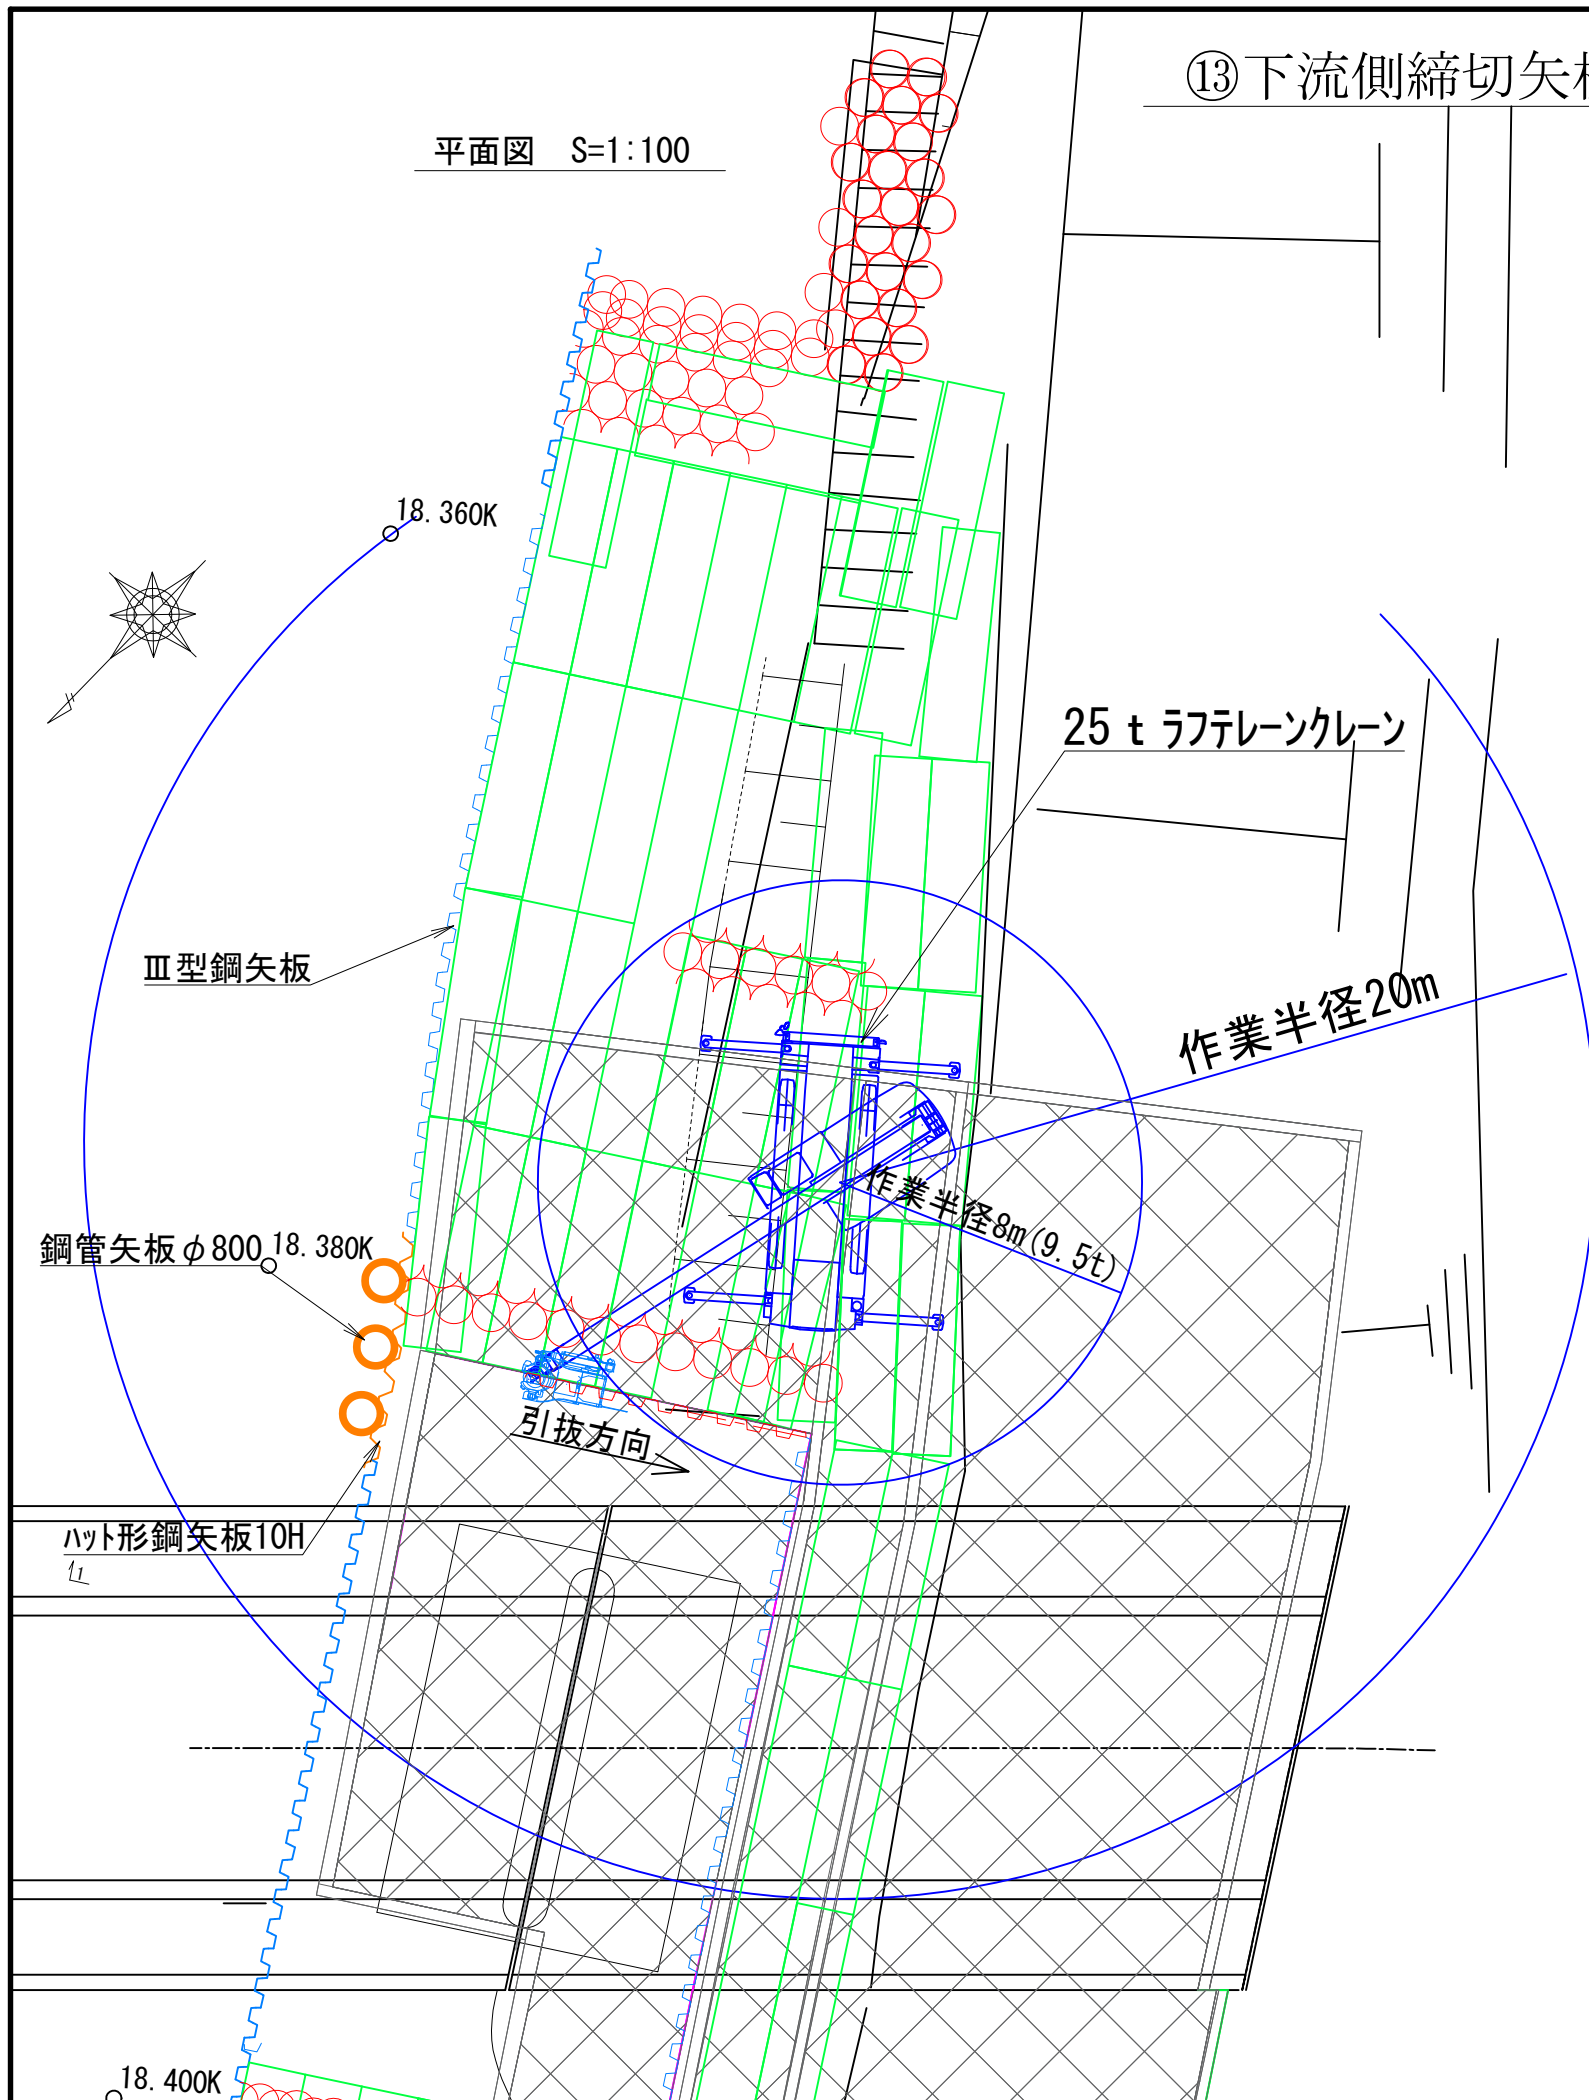 ⑬下流側締切矢板
平面図 S=1:100
18.360K
25ｔ ﾗﾌﾃﾚｰﾝｸﾚｰﾝ
Ⅲ型鋼矢板
作業半径20m
作業半径8m(9.5t)
鋼管矢板φ800
18.380K
引抜方向
ﾊｯﾄ形鋼矢板10H
1
18.400K